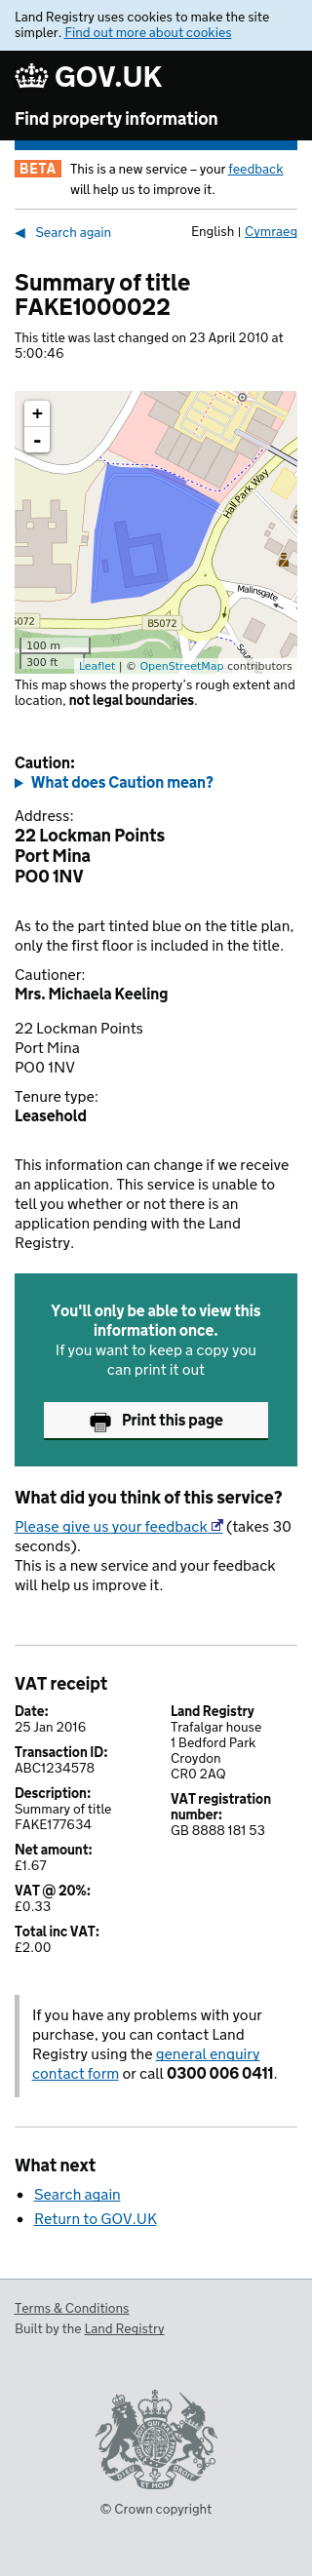 Land Registry uses cookies to make the site
simpler. Find out more about cookies
GOV.UK
Find property information
BETA This is a new service – your feedback
will help us to improve it.
Search again English | Cymraeg
Summary of title
FAKE1000022
This title was last changed on 23 April 2010 at
5:00:46
+
-
Hall Park Way
Malinsgate
B5072
5072
100 m
300 ft
Leaflet | © OpenStreetMap contributors
This map shows the property's rough extent and
location, not legal boundaries.
Caution:
What does Caution mean?
Address:
22 Lockman Points
Port Mina
PO0 1NV
As to the part tinted blue on the title plan,
only the first floor is included in the title.
Cautioner:
Mrs. Michaela Keeling
22 Lockman Points
Port Mina
PO0 1NV
Tenure type:
Leasehold
This information can change if we receive
an application. This service is unable to
tell you whether or not there is an
application pending with the Land
Registry.
You'll only be able to view this
information once.
If you want to keep a copy you
can print it out
Print this page
What did you think of this service?
Please give us your feedback (takes 30
seconds).
This is a new service and your feedback
will help us improve it.
VAT receipt
Date:
25 Jan 2016
Transaction ID:
ABC1234578
Description:
Summary of title
FAKE177634
Net amount:
£1.67
VAT @ 20%:
£0.33
Total inc VAT:
£2.00
Land Registry
Trafalgar house
1 Bedford Park
Croydon
CR0 2AQ
VAT registration
number:
GB 8888 181 53
If you have any problems with your
purchase, you can contact Land
Registry using the general enquiry
contact form or call 0300 006 0411.
What next
Search again
Return to GOV.UK
Terms & Conditions
Built by the Land Registry
DIEU ET MON
© Crown copyright